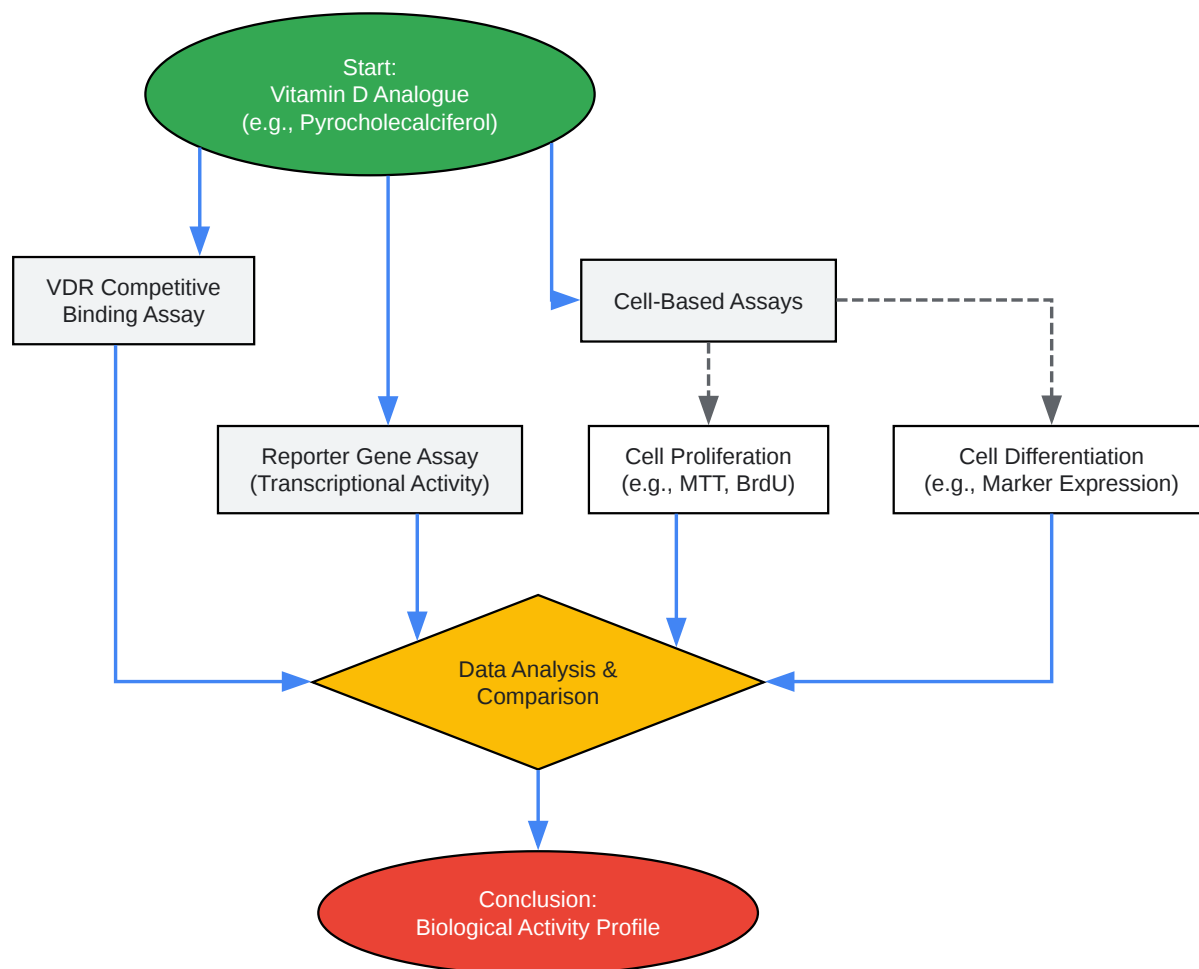 Start:
Vitamin D Analogue
(e.g., Pyrocholecalciferol)
VDR Competitive
Binding Assay
Cell-Based Assays
Reporter Gene Assay
(Transcriptional Activity)
Cell Proliferation
(e.g., MTT, BrdU)
Cell Differentiation
(e.g., Marker Expression)
Data Analysis &
Comparison
Conclusion:
Biological Activity Profile